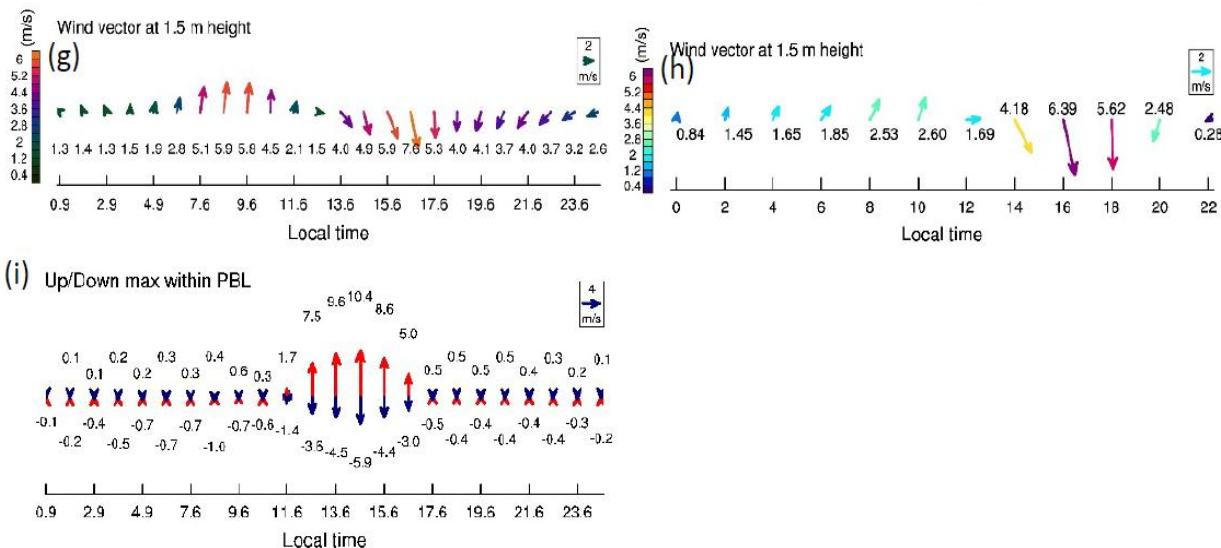 (g)
Wind vector at 1.5 m height
(m/s)
6
5.2
4.4
3.6
2.8
2
1.2
0.4
2
m/s
1.3 1.4 1.3 1.5 1.9 2.8 5.1 5.9 5.8 4.5 2.1 1.5 4.0 4.9 5.9 7.6 5.3 4.0 4.1 3.7 4.0 3.7 3.2 2.6
0.9 2.9 4.9 7.6 9.6 11.6 13.6 15.6 17.6 19.6 21.6 23.6
Local time
(h)
Wind vector at 1.5 m height
(m/s)
6
5.2
4.4
3.6
2.8
2
1.2
0.4
2
m/s
0.84 1.45 1.65 1.85 2.53 2.60 1.69 4.18 6.39 5.62 2.48 0.28
0 2 4 6 8 10 12 14 16 18 20 22
Local time
(i)
Up/Down max within PBL
4
m/s
0.1 0.1 0.2 0.2 0.3 0.3 0.4 0.6 0.3 1.7 7.5 9.6 10.4 8.6 5.0 0.5 0.5 0.5 0.5 0.4 0.3 0.2 0.1
-0.1 -0.2 -0.4 -0.5 -0.7 -0.7 -0.7 -1.0 -0.7 -0.6 -1.4 -3.6 -4.5 -5.9 -4.4 -3.0 -0.5 -0.4 -0.4 -0.4 -0.4 -0.4 -0.3 -0.2
0.9 2.9 4.9 7.6 9.6 11.6 13.6 15.6 17.6 19.6 21.6 23.6
Local time